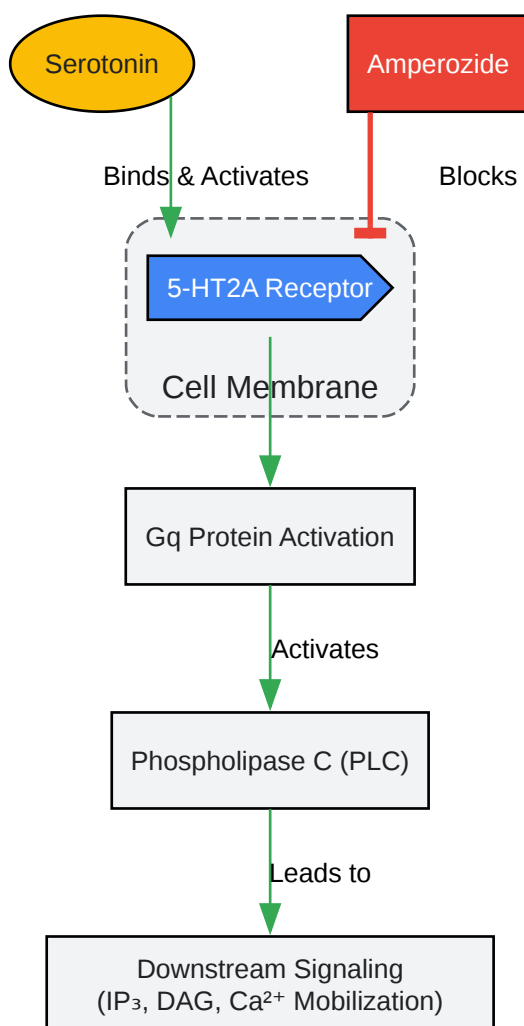 Serotonin
Amperozide
Binds & Activates
Blocks
5-HT2A Receptor
Cell Membrane
Gq Protein Activation
Activates
Phospholipase C (PLC)
Leads to
Downstream Signaling
(IP₃, DAG, Ca²⁺ Mobilization)